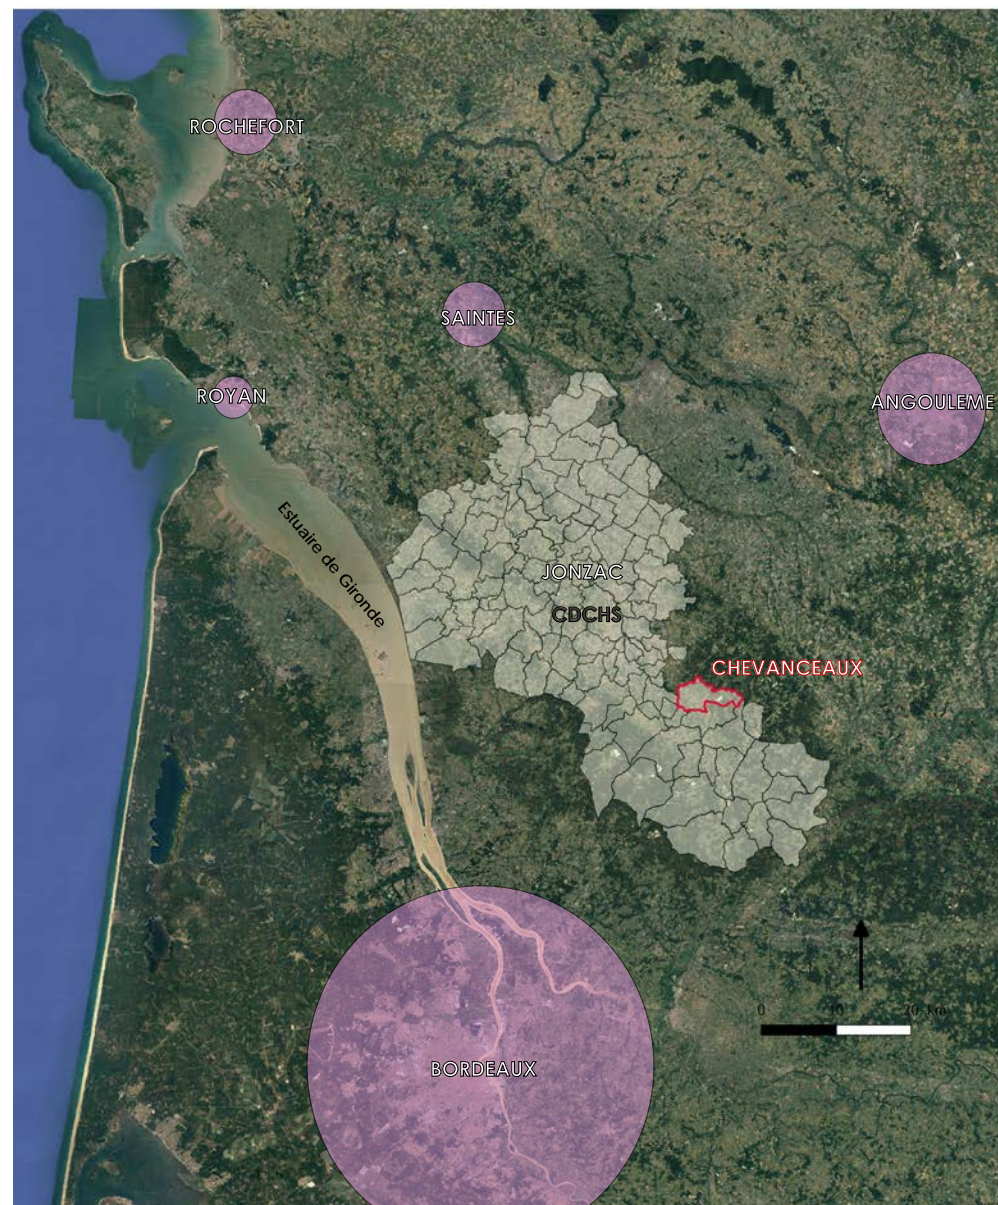 ROCHEFORT
SAINTES
ROYAN
ANGOULEME
Estuaire de Gironde
JONZAC
CDCHS
CHEVANCEAUX
0 10 20 km
BORDEAUX